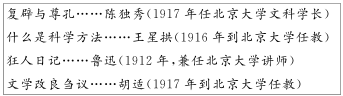 复辟与尊孔……陈独秀(1917年任北京大学文科学长)
什么是科学方法……王星拱(1916年到北京大学任教)
狂人日记……鲁迅(1912年,兼任北京大学讲师)
文学改良刍议……胡适(1917年到北京大学任教)